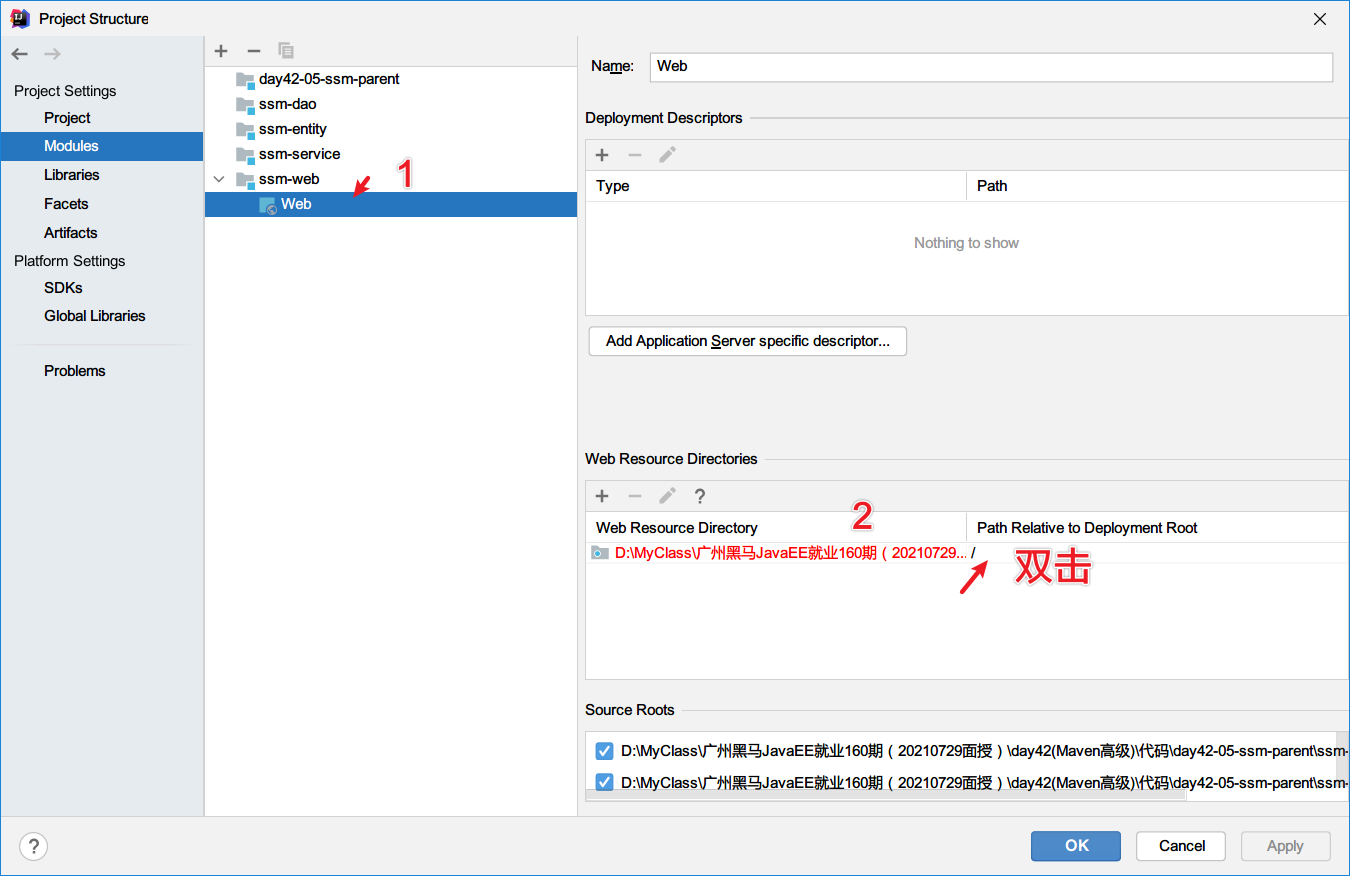 Project Structure
Project Settings
Project
Modules
Libraries
Facets
Artifacts
Platform Settings
SDKs
Global Libraries
Problems
day42-05-ssm-parent
ssm-dao
ssm-entity
ssm-service
ssm-web
Web
1
Name: Web
Deployment Descriptors
Type Path
Nothing to show
Add Application Server specific descriptor...
Web Resource Directories
?
2
Web Resource Directory Path Relative to Deployment Root
D:\MyClass\广州黑马JavaEE就业160期（20210729... /
双击
Source Roots
D:\MyClass\广州黑马JavaEE就业160期（20210729面授）\day42(Maven高级)\代码\day42-05-ssm-parent\ssm-
D:\MyClass\广州黑马JavaEE就业160期（20210729面授）\day42(Maven高级)\代码\day42-05-ssm-parent\ssm-
? OK Cancel Apply